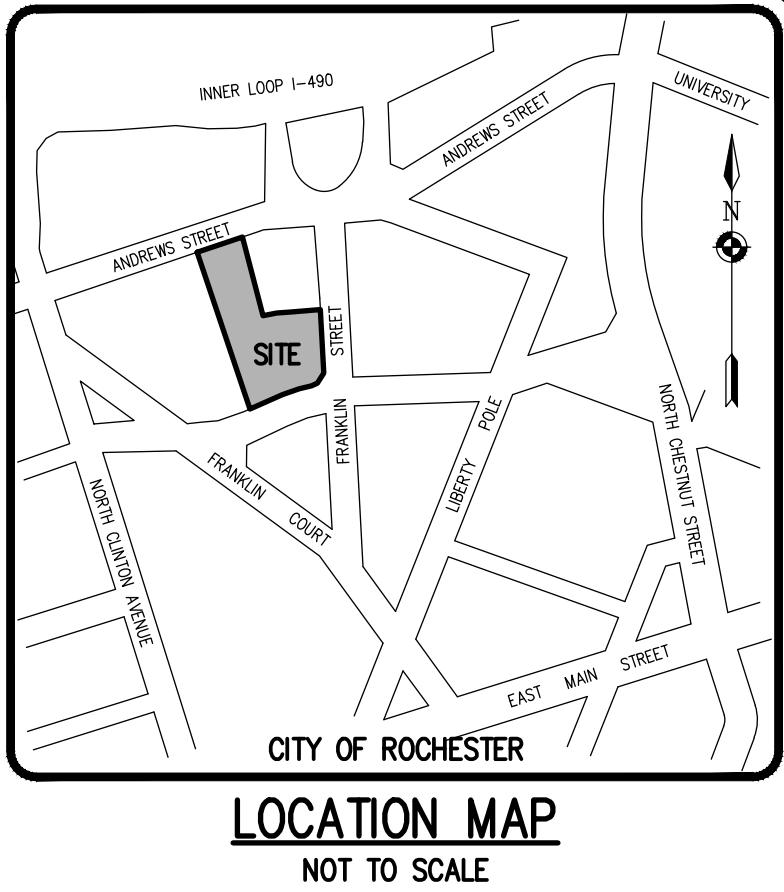 INNER LOOP I-490
UNIVERSITY
ANDREWS STREET
N
ANDREWS STREET
SITE
STREET
FRANKLIN
LIBERTY POLE
NORTH CHESTNUT STREET
FRANKLIN COURT
NORTH CLINTON AVENUE
EAST MAIN STREET
CITY OF ROCHESTER
LOCATION MAP
NOT TO SCALE